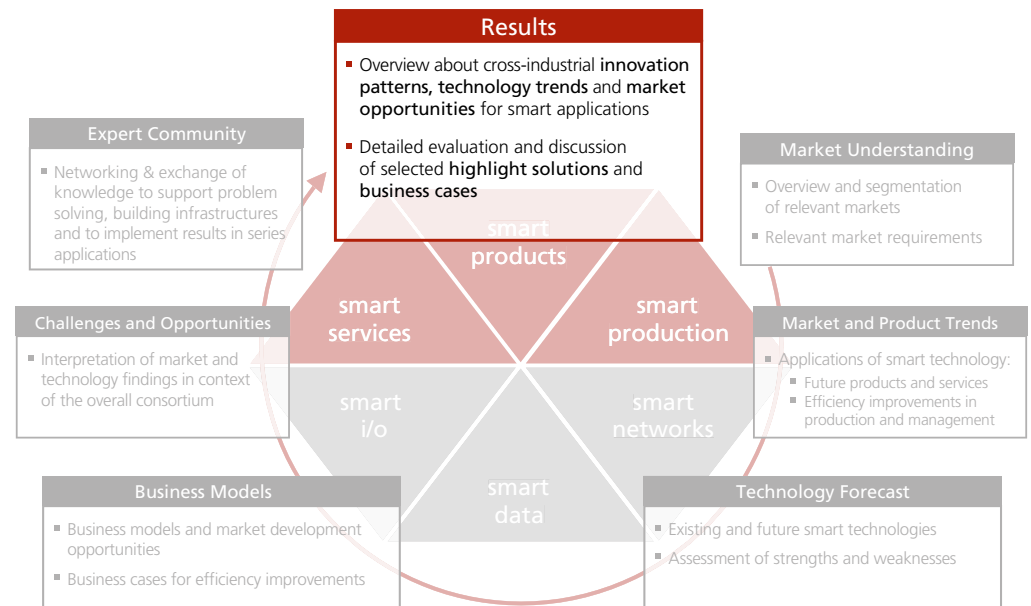 Results
▪ Overview about cross-industrial innovation
patterns, technology trends and market
opportunities for smart applications
▪ Detailed evaluation and discussion
of selected highlight solutions and
business cases
Expert Community
▪ Networking & exchange of
knowledge to support problem
solving, building infrastructures
and to implement results in series
applications
Market Understanding
▪ Overview and segmentation
of relevant markets
▪ Relevant market requirements
smart
products
smart
services
smart
production
Challenges and Opportunities
▪ Interpretation of market and
technology findings in context
of the overall consortium
Market and Product Trends
▪ Applications of smart technology:
▪ Future products and services
▪ Efficiency improvements in
production and management
smart
i/o
smart
networks
smart
data
Business Models
▪ Business models and market development
opportunities
▪ Business cases for efficiency improvements
Technology Forecast
▪ Existing and future smart technologies
▪ Assessment of strengths and weaknesses